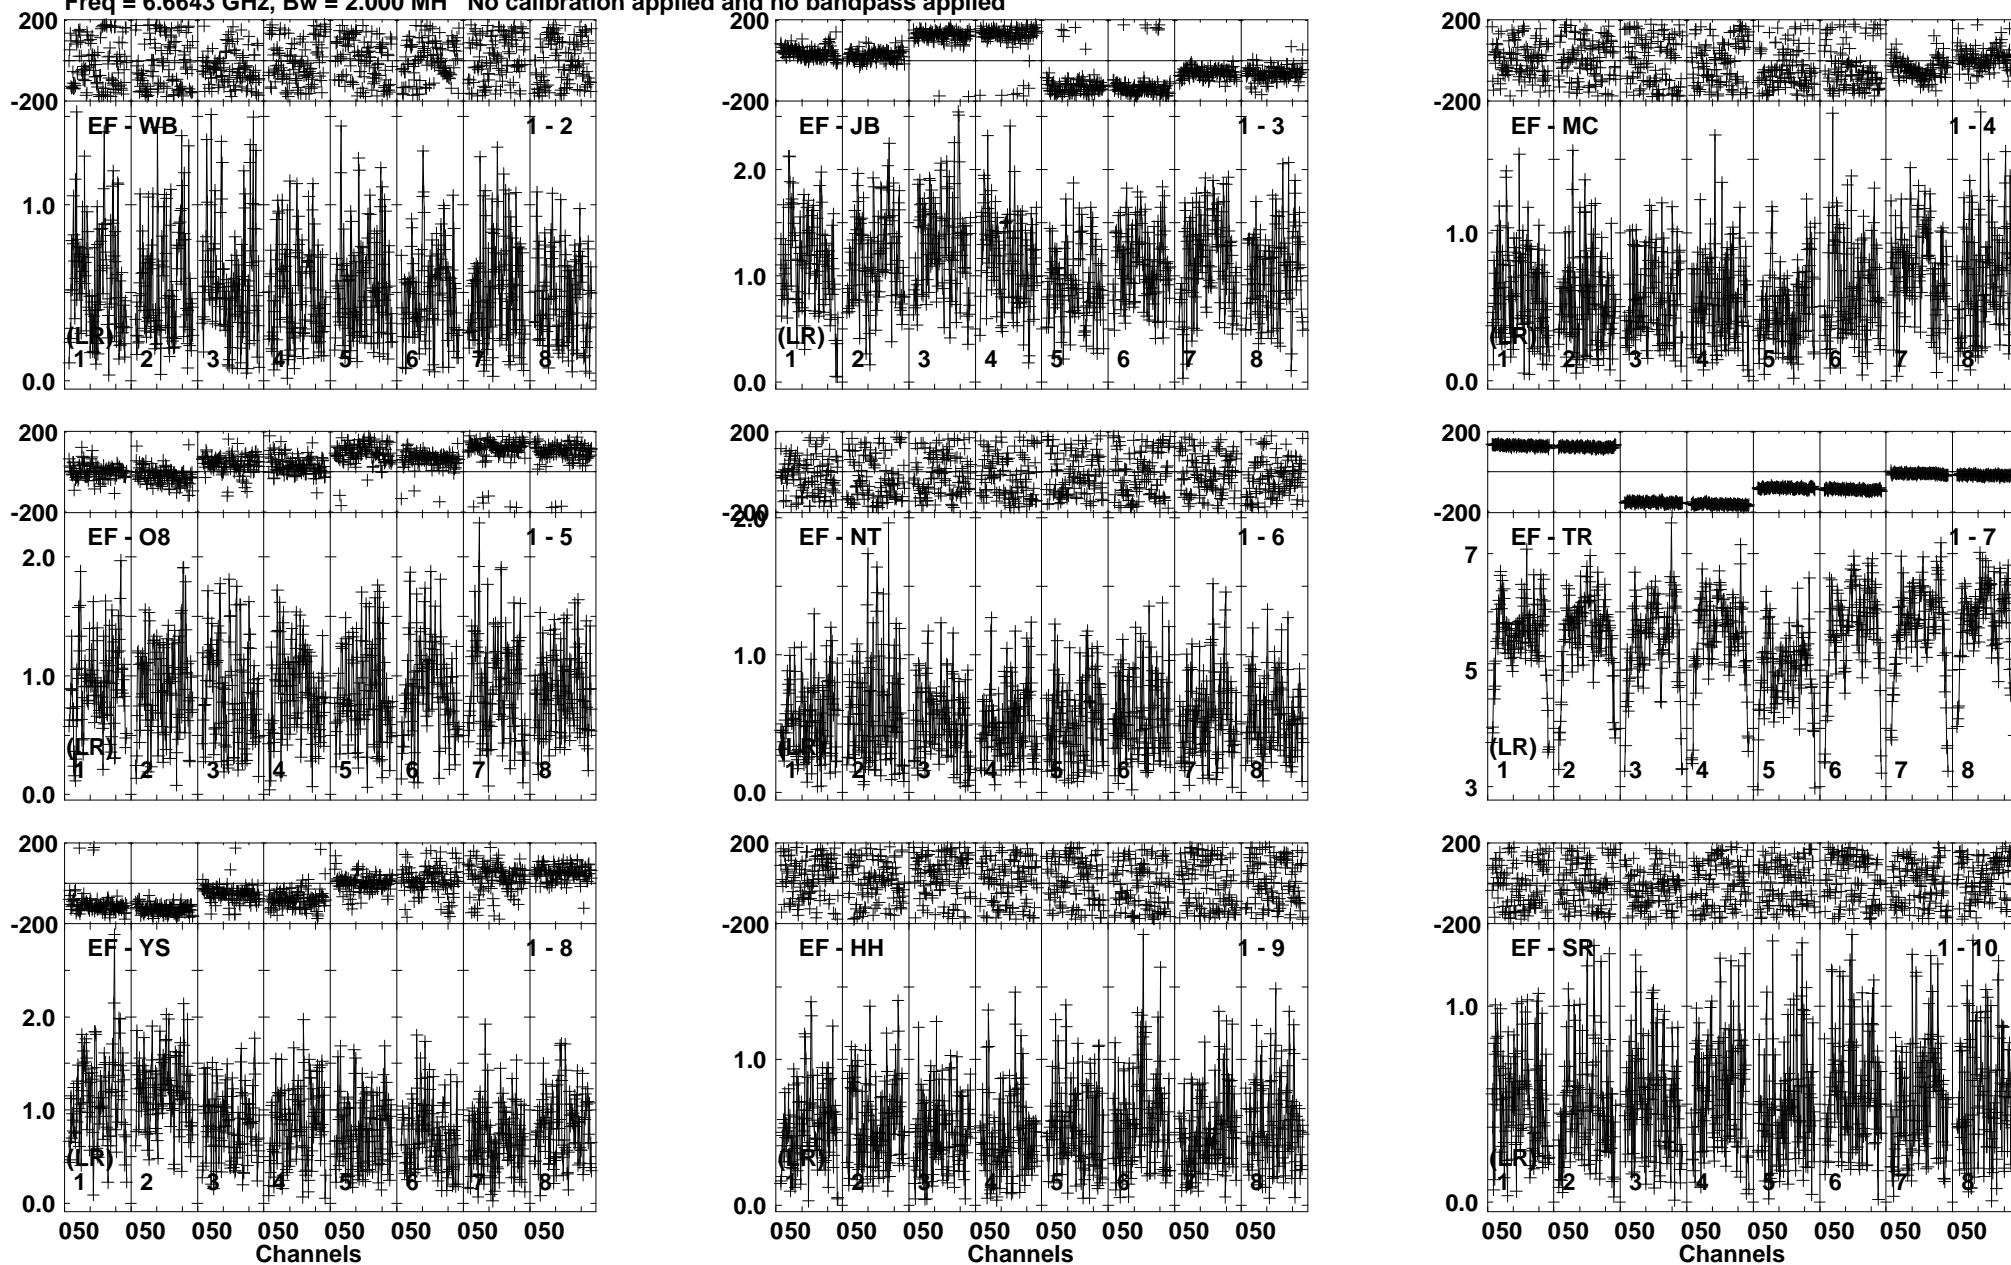 Freq = 6.6643 GHz, Bw = 2.000 MH No calibration applied and no bandpass applied
200
-200
EF - WB 1 - 2
1.0
(LR)
1 2 3 4 5 6 7 8
0.0
200
-200
EF - JB 1 - 3
2.0
1.0
(LR)
1 2 3 4 5 6 7 8
0.0
200
-200
EF - MC 1 - 4
1.0
(LR)
1 2 3 4 5 6 7 8
0.0
200
-200
EF - O8 1 - 5
2.0
1.0
(LR)
1 2 3 4 5 6 7 8
0.0
200
-200
2.0
EF - NT 1 - 6
1.0
(LR)
1 2 3 4 5 6 7 8
0.0
200
-200
EF - TR 1 - 7
7
5
(LR)
1 2 3 4 5 6 7 8
3
200
-200
EF - YS 1 - 8
2.0
1.0
(LR)
1 2 3 4 5 6 7 8
0.0
050 050 050 050 050 050 050 050
Channels
200
-200
EF - HH 1 - 9
1.0
(LR)
1 2 3 4 5 6 7 8
0.0
050 050 050 050 050 050 050 050
Channels
200
-200
EF - SR 1 - 10
1.0
(LR)
1 2 3 4 5 6 7 8
0.0
050 050 050 050 050 050 050 050
Channels